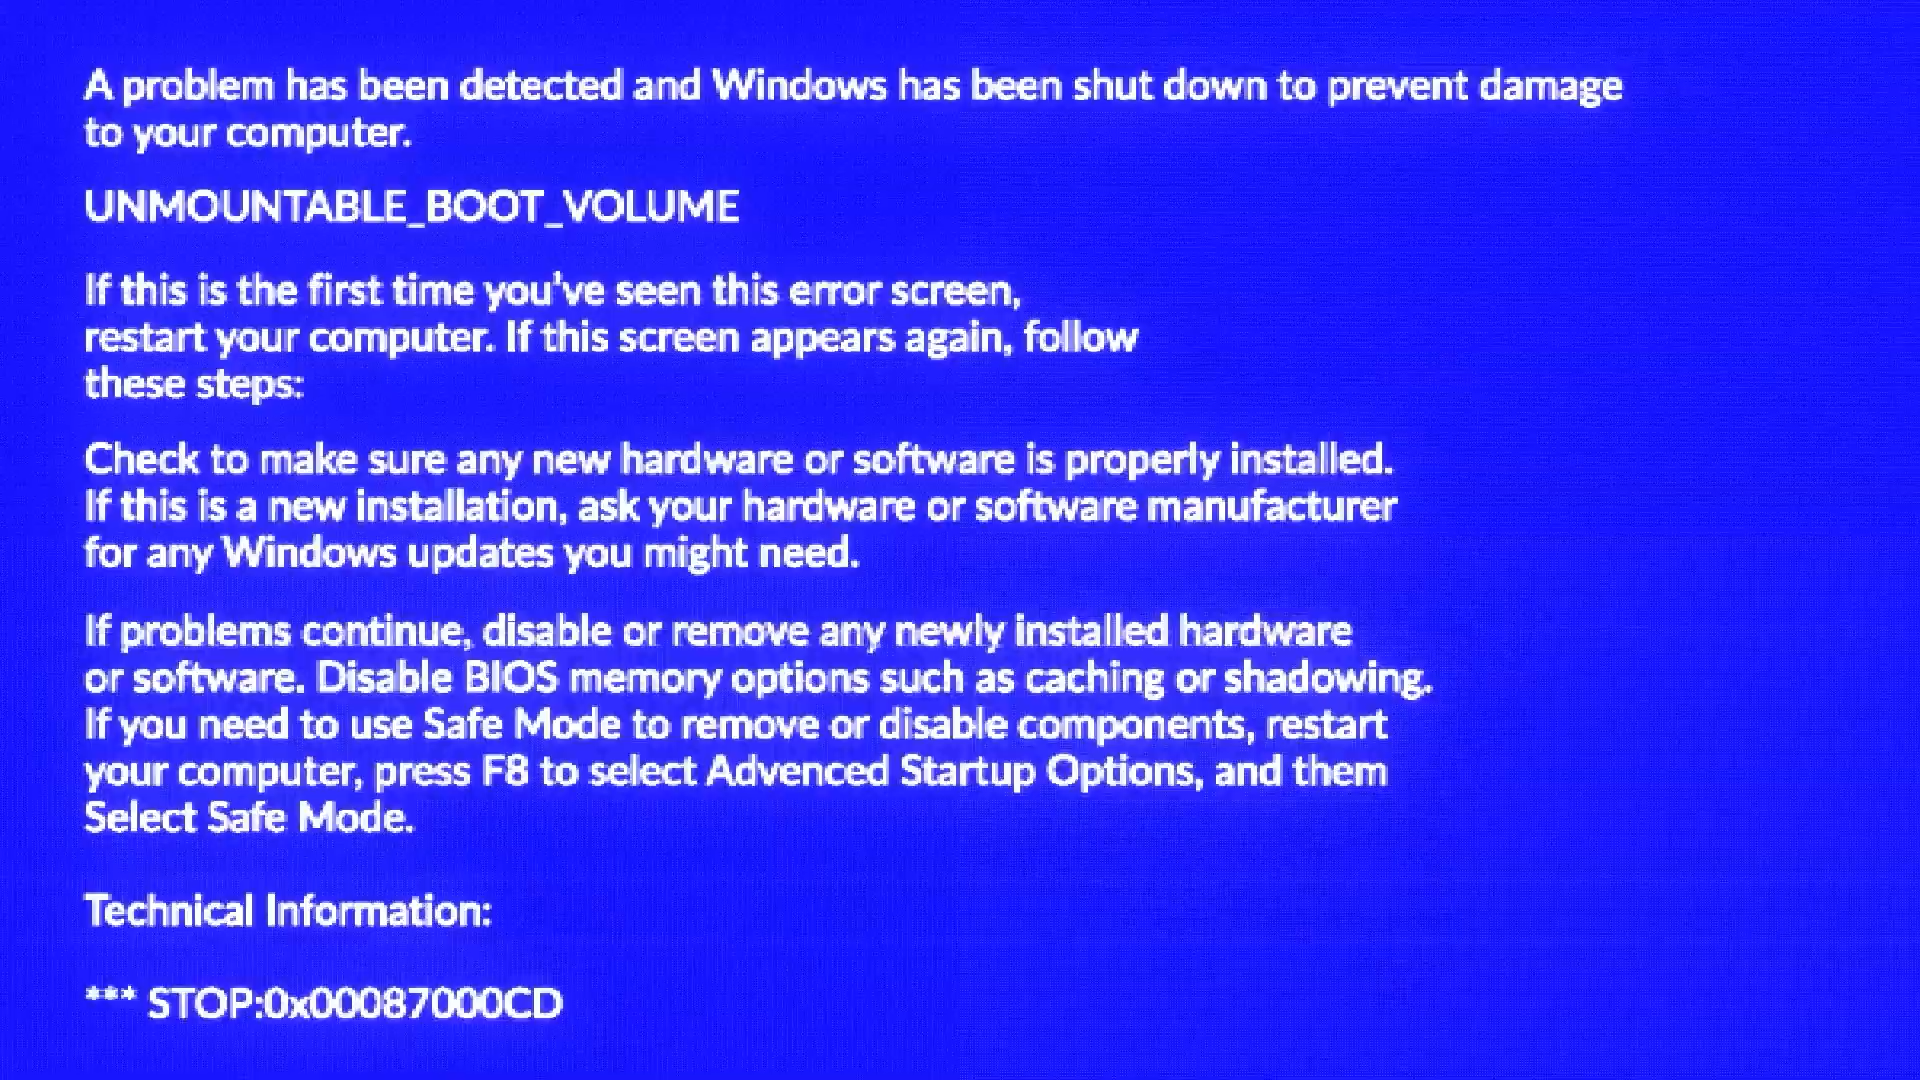 A problem has been detected and Windows has been shut down to prevent damage
to your computer.
UNMOUNTABLE_BOOT_VOLUME
If this is the first time you've seen this error screen,
restart your computer. If this screen appears again, follow
these steps:
Check to make sure any new hardware or software is properly installed.
If this is a new installation, ask your hardware or software manufacturer
for any Windows updates you might need.
If problems continue, disable or remove any newly installed hardware
or software. Disable BIOS memory options such as caching or shadowing.
If you need to use Safe Mode to remove or disable components, restart
your computer, press F8 to select Advenced Startup Options, and them
Select Safe Mode.
Technical Information:
*** STOP:0x00087000CD